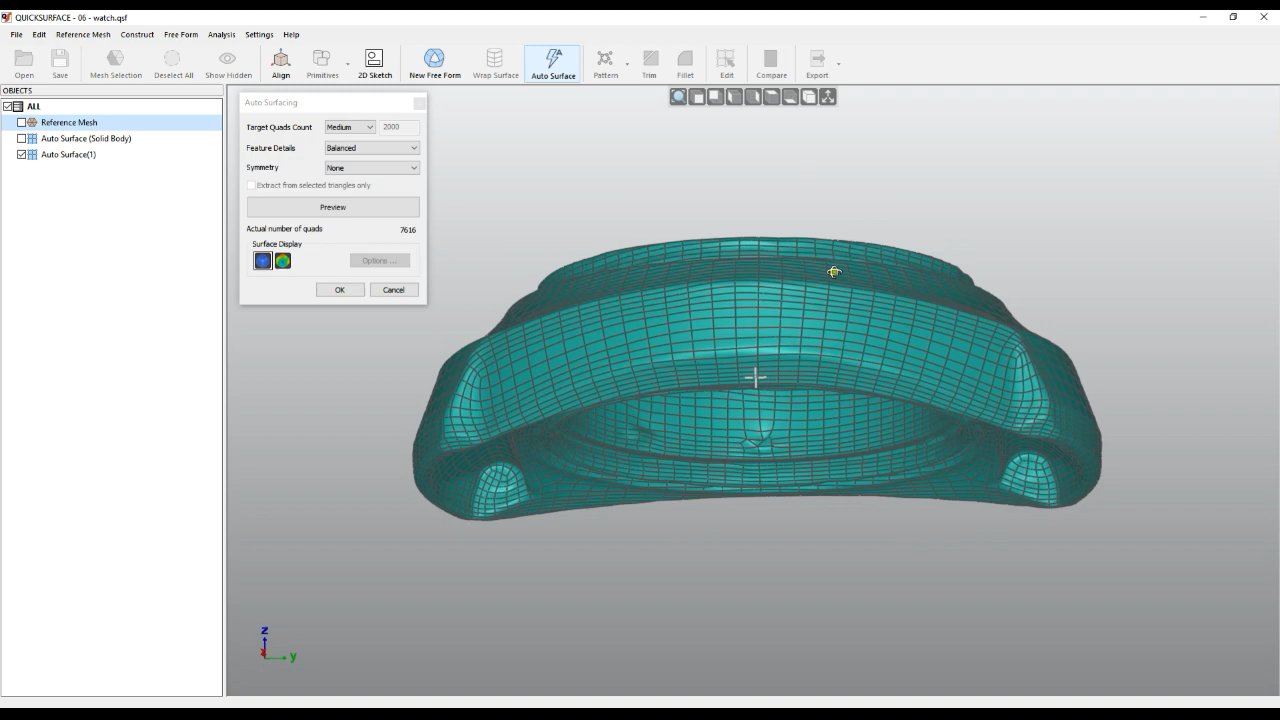 QUICKSURFACE - 06 - watch.qsf
File Edit Reference Mesh Construct Free Form Analysis Settings Help
Open Save Mesh Selection Deselect All Show Hidden Align Primitives 2D Sketch New Free Form Wrap Surface Auto Surface Pattern Trim Fillet Edit Compare Export
OBJECTS
ALL
Reference Mesh
Auto Surface (Solid Body)
Auto Surface(1)
Auto Surfacing
Target Quads Count Medium 2000
Feature Details Balanced
Symmetry None
Extract from selected triangles only
Preview
Actual number of quads 7616
Surface Display
Options ...
OK Cancel
z
y